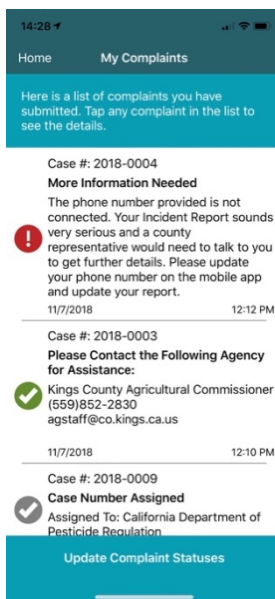 14:28
Home My Complaints
Here is a list of complaints you have
submitted. Tap any complaint in the list to
see the details.
Case #: 2018-0004
More Information Needed
The phone number provided is not
connected. Your Incident Report sounds
very serious and a county
representative would need to talk to you
to get further details. Please update
your phone number on the mobile app
and update your report.
11/7/2018 12:12 PM
Case #: 2018-0003
Please Contact the Following Agency
for Assistance:
Kings County Agricultural Commissioner
(559)852-2830
agstaff@co.kings.ca.us
11/7/2018 12:10 PM
Case #: 2018-0009
Case Number Assigned
Assigned To: California Department of
Pesticide Regulation
Update Complaint Statuses